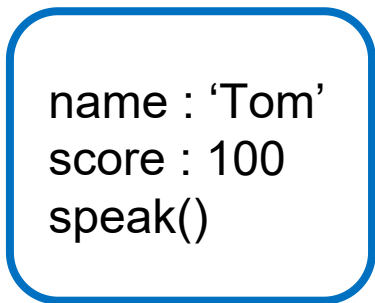 name : ‘Tom’
score : 100
speak()